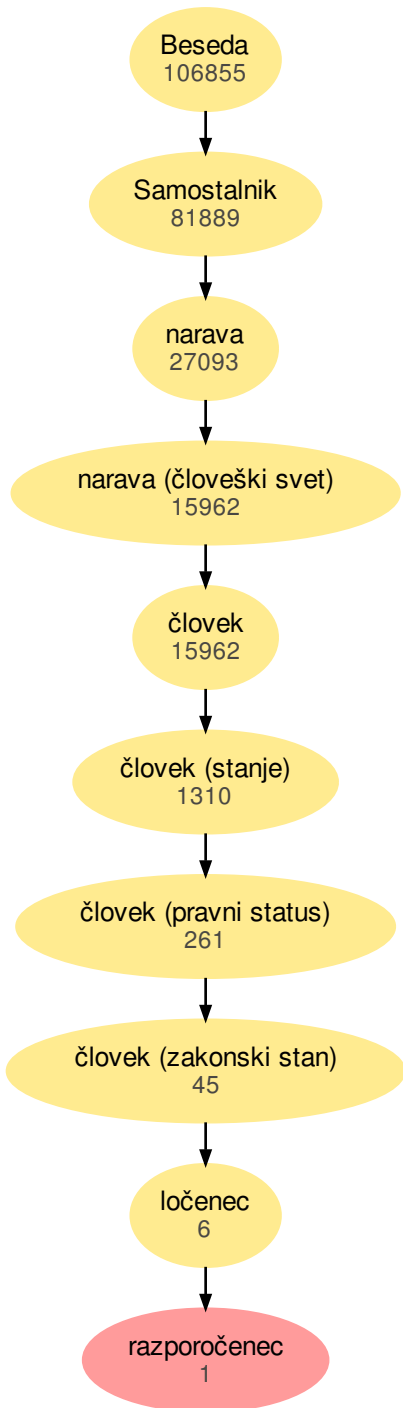 Beseda
106855
Samostalnik
81889
narava
27093
narava (človeški svet)
15962
človek
15962
človek (stanje)
1310
človek (pravni status)
261
človek (zakonski stan)
45
ločenec
6
razporočenec
1